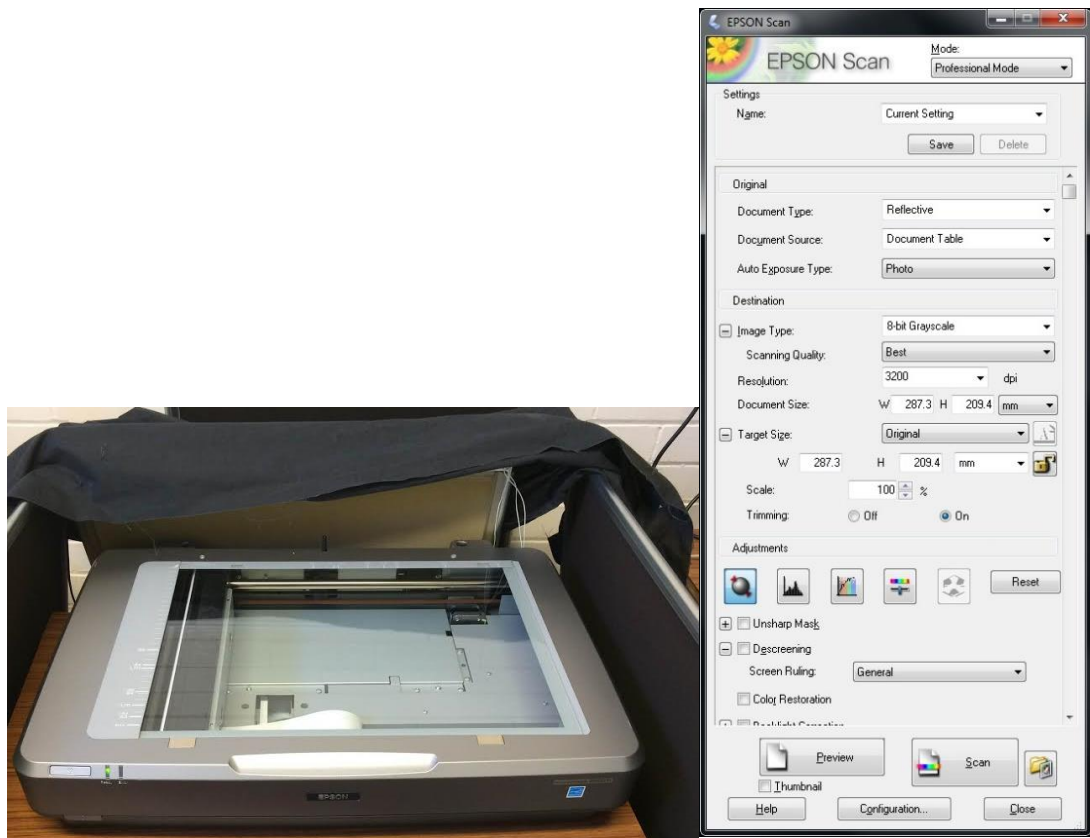 EPSON
EPSON Scan
EPSON Scan
Mode:
Professional Mode
Settings
Name:
Current Setting
Save
Delete
Original
Document Type:
Reflective
Document Source:
Document Table
Auto Exposure Type:
Photo
Destination
Image Type:
8-bit Grayscale
Scanning Quality:
Best
Resolution:
3200
dpi
Document Size:
W 287.3 H 209.4 mm
Target Size:
Original
W 287.3 H 209.4 mm
Scale:
100 %
Trimming:
Off
On
Adjustments
Reset
Unsharp Mask
Descreening
Screen Ruling:
General
Color Restoration
Preview
Scan
Thumbnail
Help
Configuration...
Close